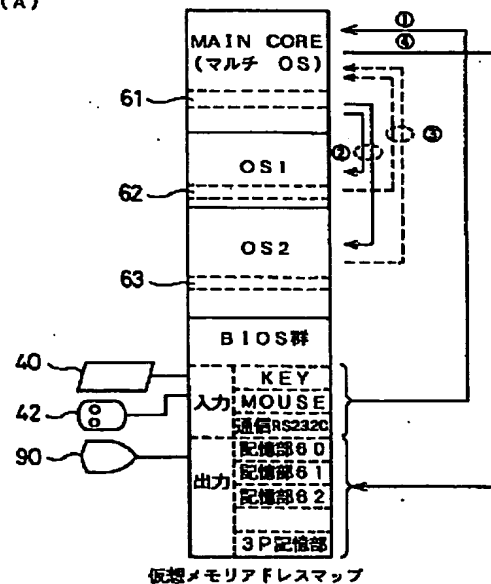 (A)
MAIN CORE
(マルチ OS)
①
④
61
②
③
OS1
62
OS2
63
BIOS群
40
入力
KEY
42
MOUSE
通信RS232C
90
出力
記憶部60
記憶部61
記憶部62
3P記憶部
仮想メモリアドレスマップ